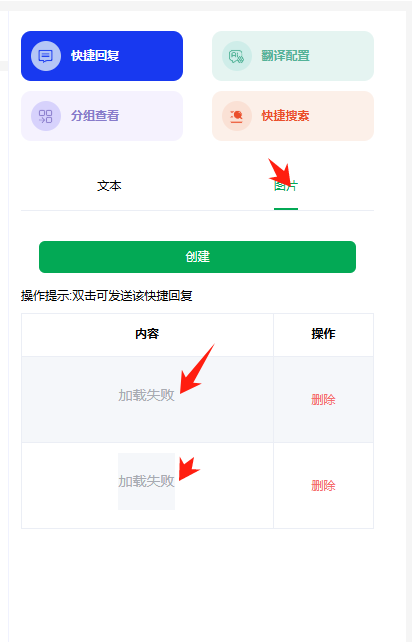 快捷回复
翻译配置
分组查看
快捷搜索
文本
图片
创建
操作提示:双击可发送该快捷回复
内容
操作
加载失败
删除
加载失败
删除